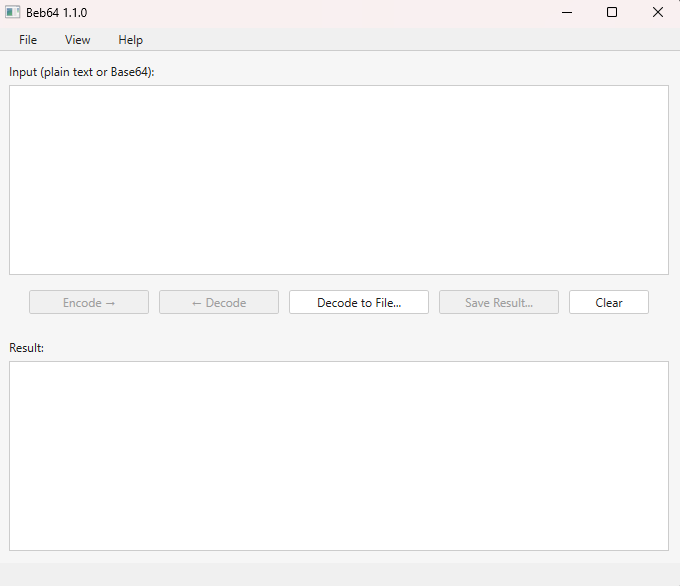 Beb64 1.1.0
File View Help
Input (plain text or Base64):
Encode → ← Decode Decode to File... Save Result... Clear
Result: